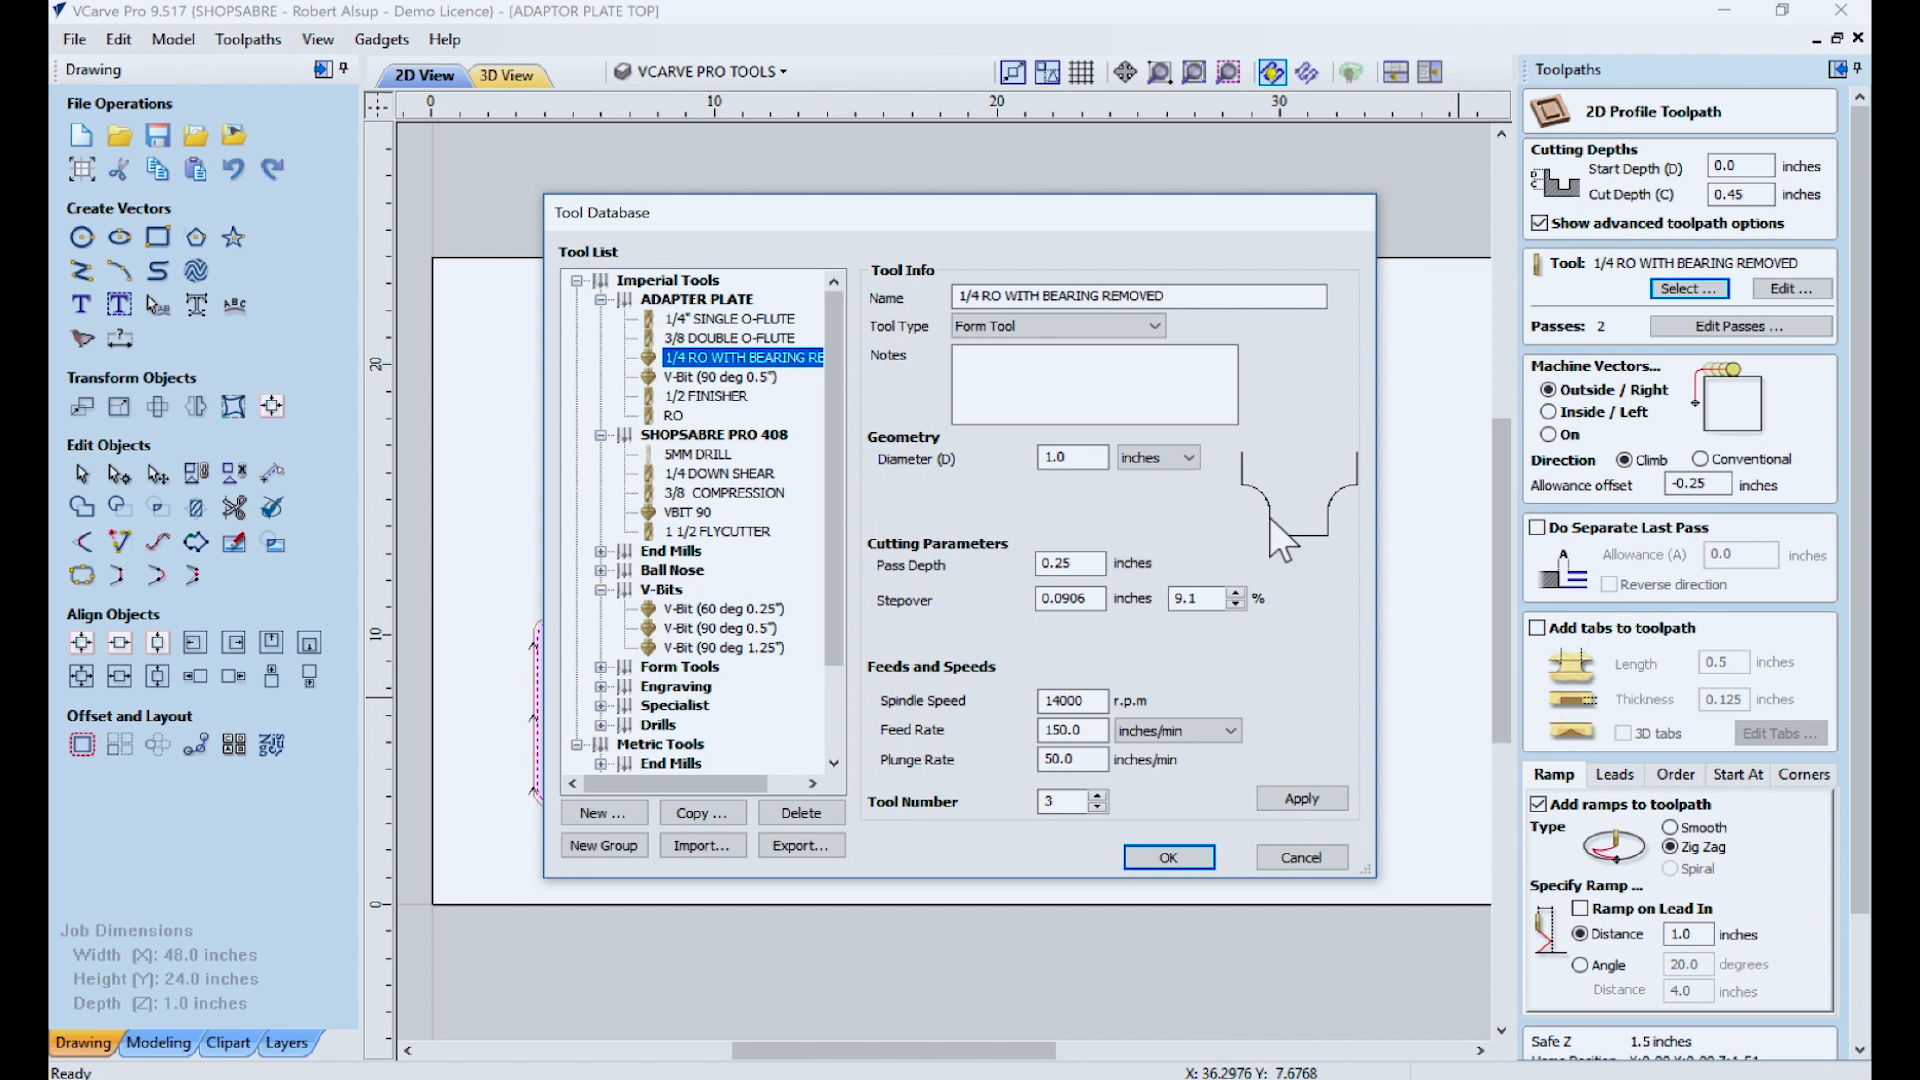 VCarve Pro 9.517 {SHOPSABRE - Robert Alsup - Demo Licence} - [ADAPTOR PLATE TOP]
File Edit Model Toolpaths View Gadgets Help
Drawing
File Operations
Create Vectors
Transform Objects
Edit Objects
Align Objects
Offset and Layout
Job Dimensions
Width (X): 48.0 inches
Height (Y): 24.0 inches
Depth (Z): 1.0 inches
Drawing Modeling Clipart Layers
Ready
2D View 3D View VCARVE PRO TOOLS
0 10 20 30
20
10
0
Tool Database
Tool List
Imperial Tools
ADAPTER PLATE
1/4" SINGLE O-FLUTE
3/8 DOUBLE O-FLUTE
1/4 RO WITH BEARING RE
V-Bit (90 deg 0.5")
1/2 FINISHER
RO
SHOPSABRE PRO 408
5MM DRILL
1/4 DOWN SHEAR
3/8 COMPRESSION
VBIT 90
1 1/2 FLYCUTTER
End Mills
Ball Nose
V-Bits
V-Bit (60 deg 0.25")
V-Bit (90 deg 0.5")
V-Bit (90 deg 1.25")
Form Tools
Engraving
Specialist
Drills
Metric Tools
End Mills
New ... Copy ... Delete
New Group Import... Export...
Tool Info
Name 1/4 RO WITH BEARING REMOVED
Tool Type Form Tool
Notes
Geometry
Diameter (D) 1.0 inches
Cutting Parameters
Pass Depth 0.25 inches
Stepover 0.0906 inches 9.1 %
Feeds and Speeds
Spindle Speed 14000 r.p.m
Feed Rate 150.0 inches/min
Plunge Rate 50.0 inches/min
Tool Number 3 Apply
OK Cancel
X: 36.2976 Y: 7.6768
Toolpaths
2D Profile Toolpath
Cutting Depths
Start Depth (D) 0.0 inches
Cut Depth (C) 0.45 inches
Show advanced toolpath options
Tool: 1/4 RO WITH BEARING REMOVED
Select ... Edit ...
Passes: 2 Edit Passes ...
Machine Vectors...
Outside / Right
Inside / Left
On
Direction Climb Conventional
Allowance offset -0.25 inches
Do Separate Last Pass
A Allowance (A) 0.0 inches
Reverse direction
Add tabs to toolpath
Length 0.5 inches
Thickness 0.125 inches
3D tabs Edit Tabs ...
Ramp Leads Order Start At Corners
Add ramps to toolpath
Type Smooth
Zig Zag
Spiral
Specify Ramp ...
Ramp on Lead In
Distance 1.0 inches
Angle 20.0 degrees
Distance 4.0 inches
Safe Z 1.5 inches